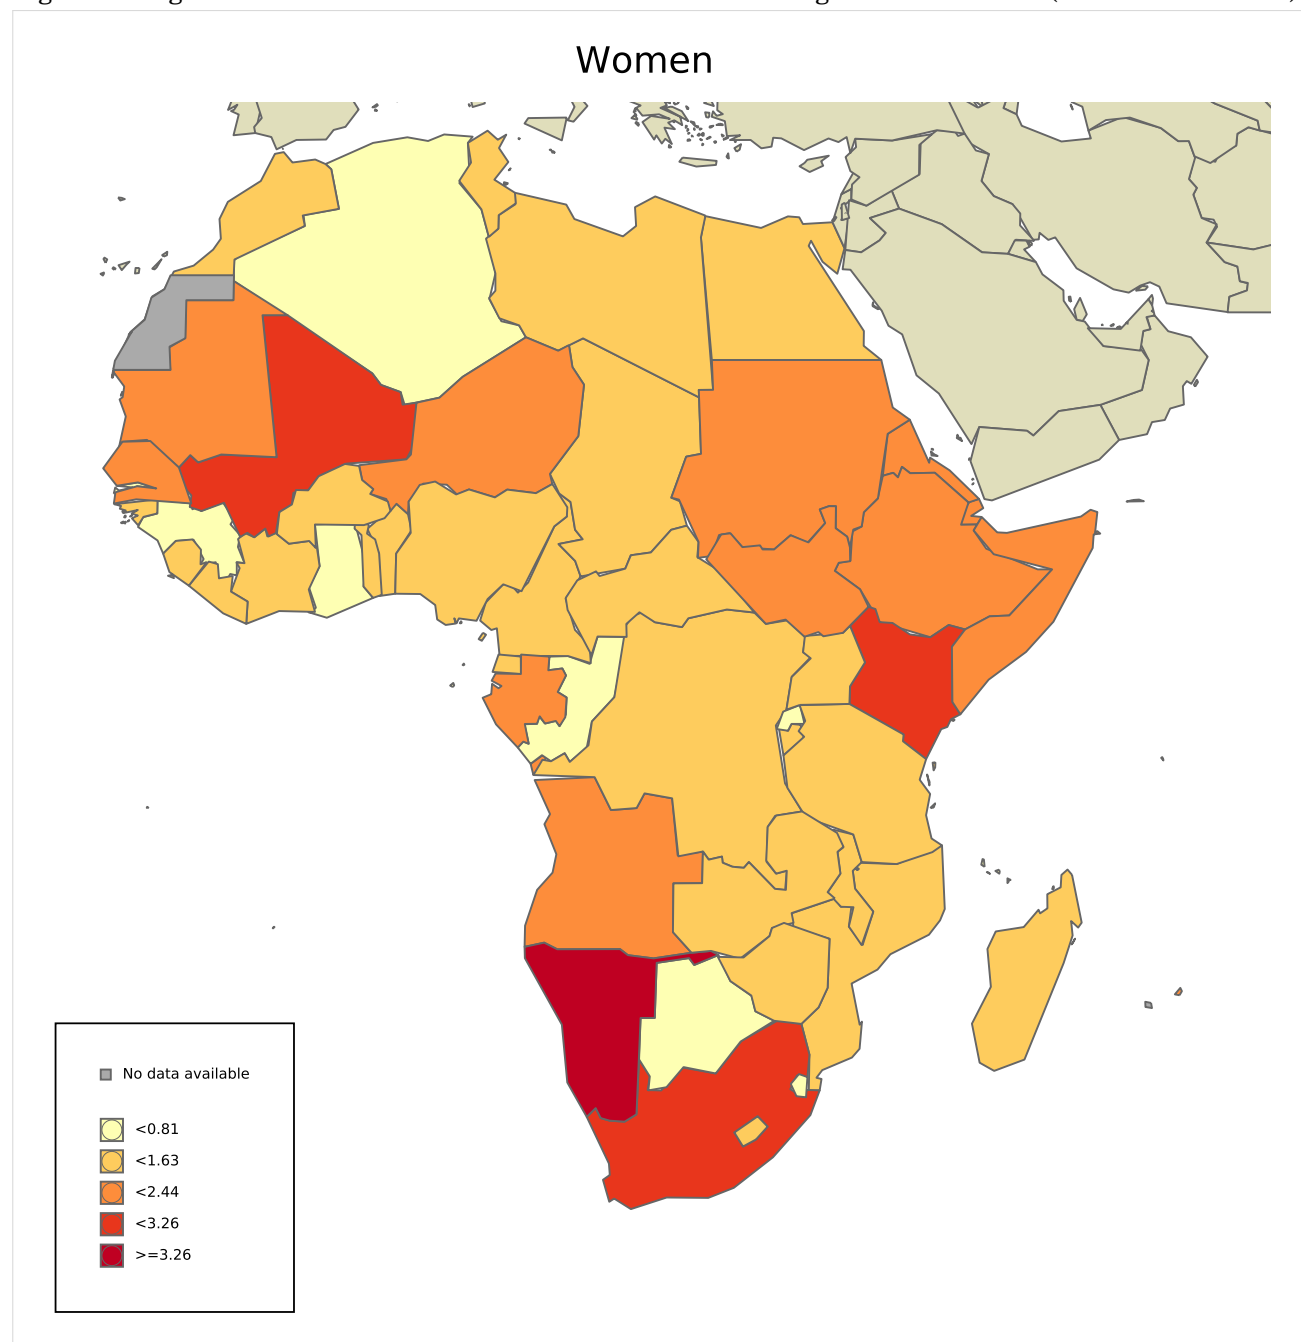 Women
No data available
<0.81
<1.63
<2.44
<3.26
>=3.26